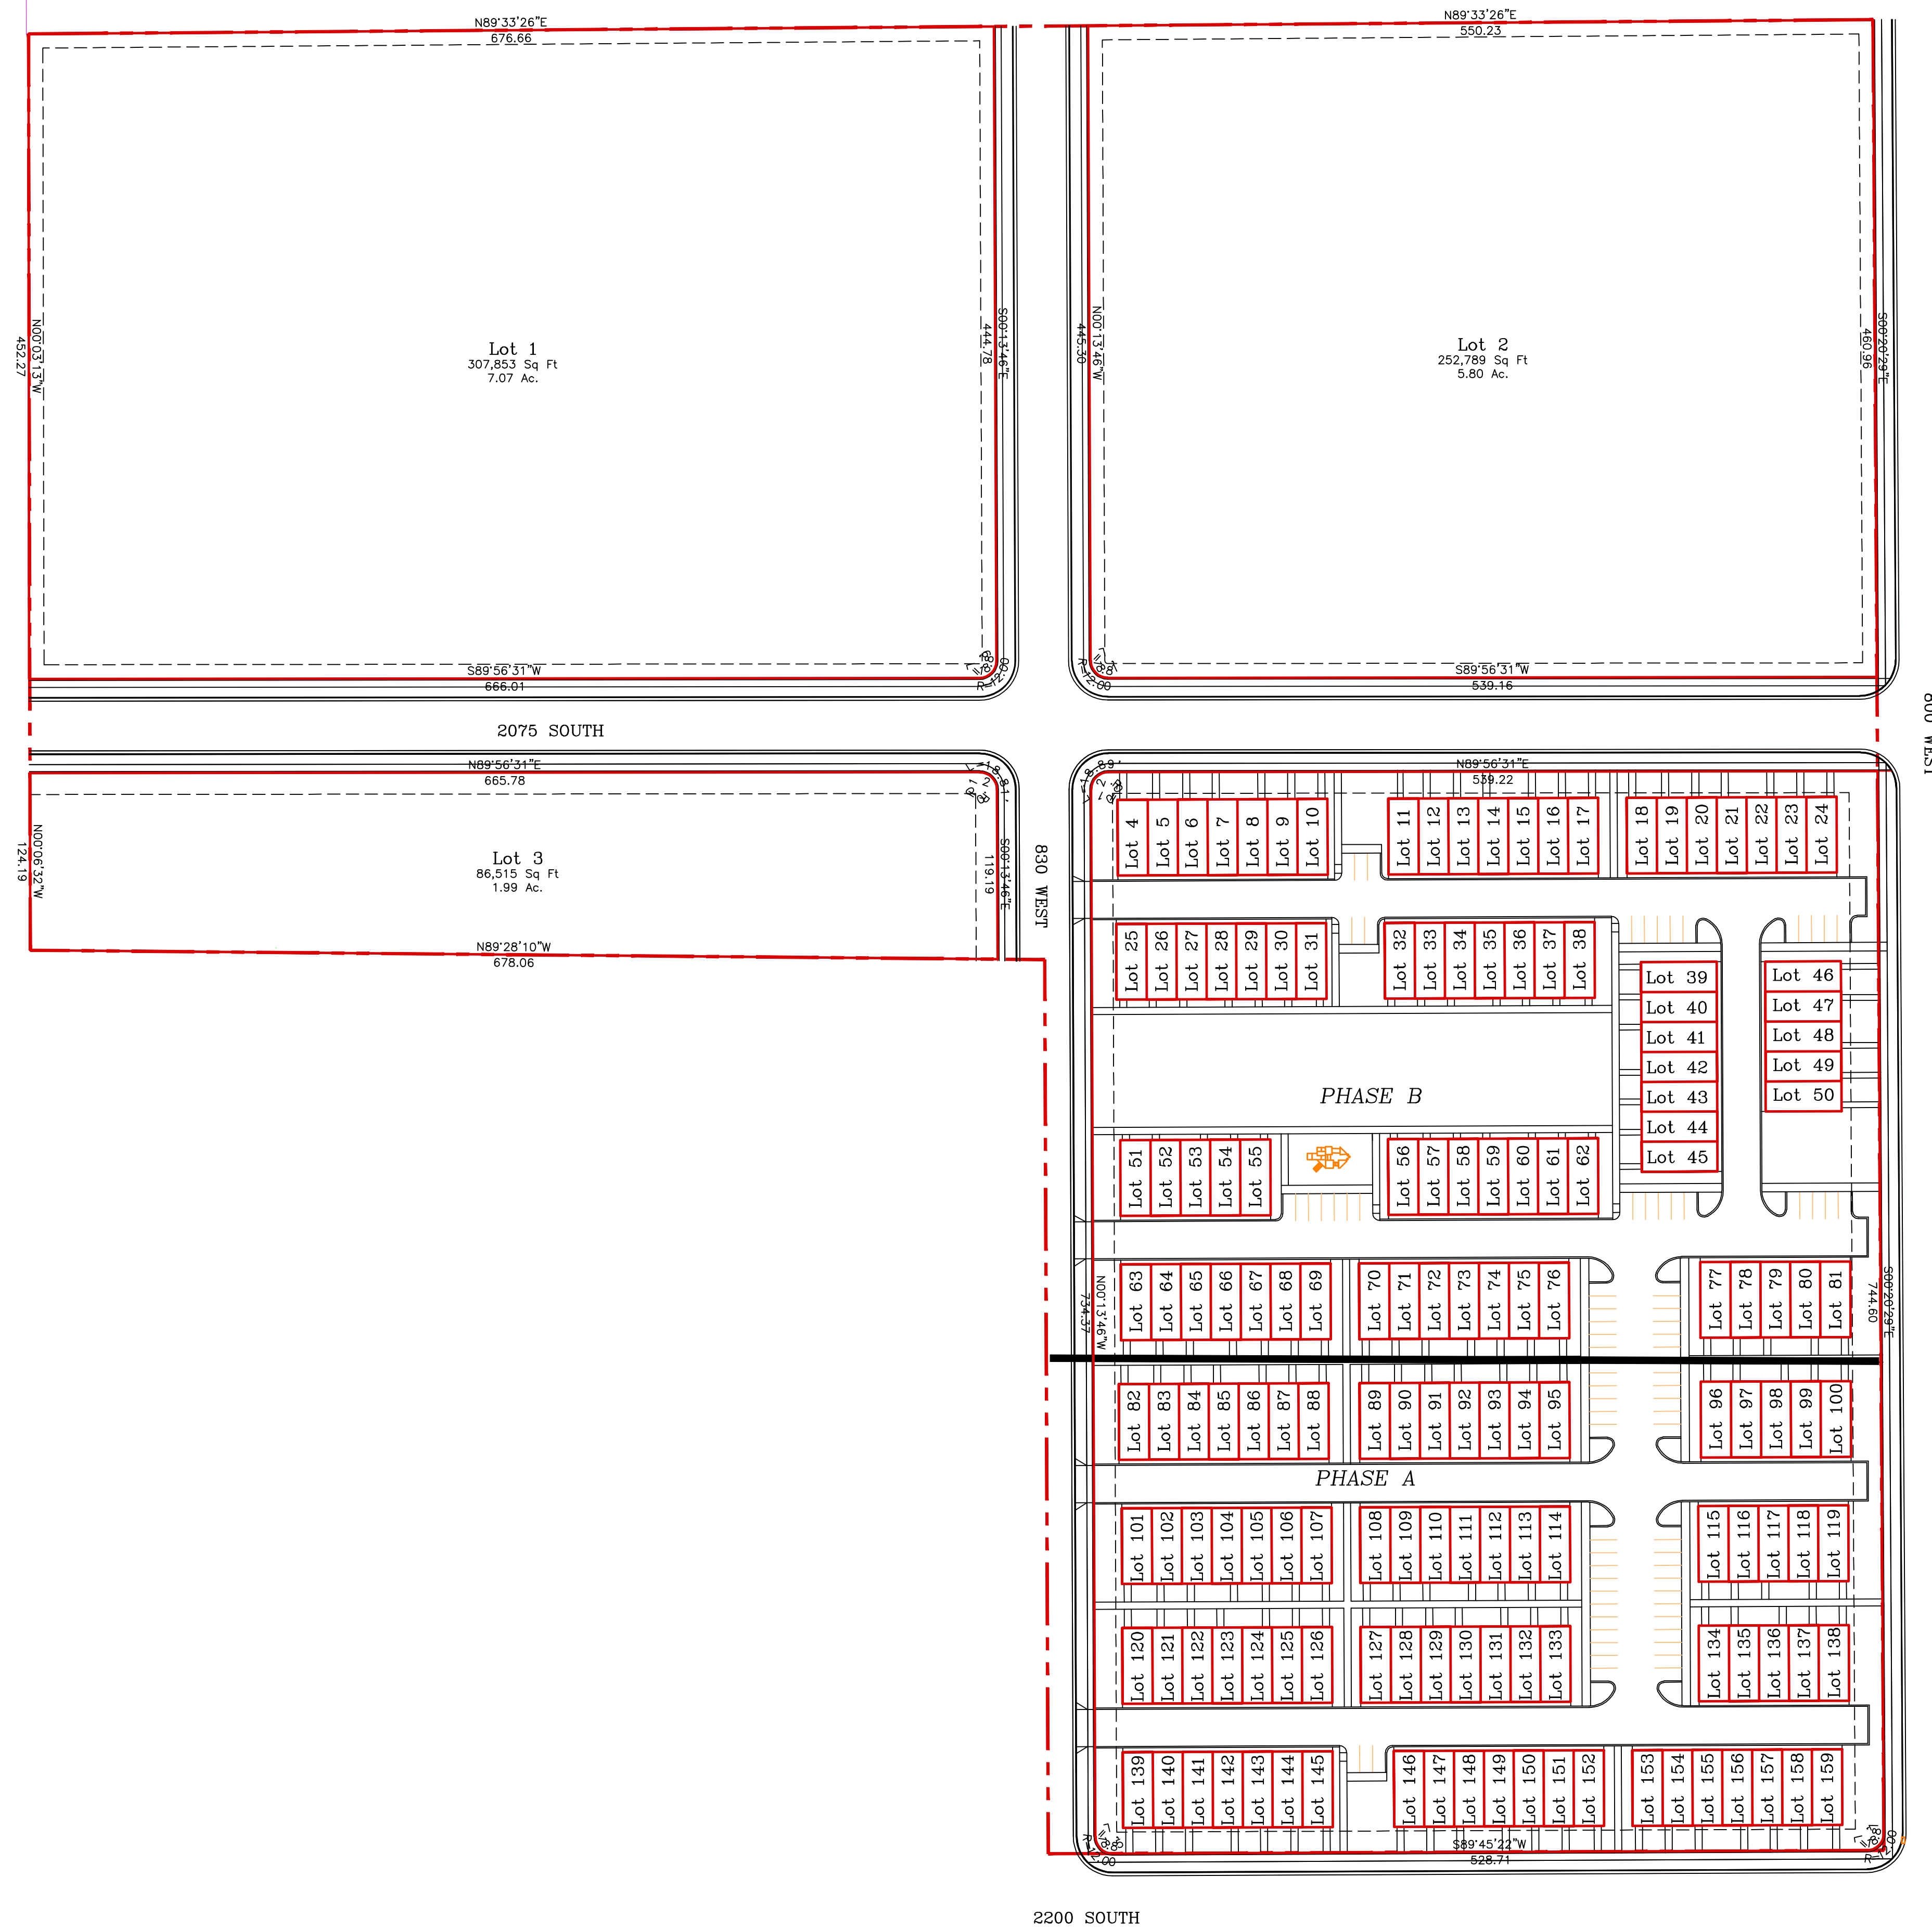 N89°33'26"E
676.66
N89°33'26"E
550.23
N00°03'13"W
452.27
Lot 1
307,853 Sq Ft
7.07 Ac.
444.78
S00°13'46"E
445.30
N00°13'46"W
Lot 2
252,789 Sq Ft
5.80 Ac.
460.96
S00°20'29"E
S89°56'31"W
666.01
R=12.00
R=12.00
S89°56'31"W
539.16
2075 SOUTH
800 WEST
N89°56'31"E
665.78
L=18.81'
L=18.89'
N89°56'31"E
539.22
N00°06'32"W
124.19
Lot 3
86,515 Sq Ft
1.99 Ac.
119.19
S00°13'46"E
830 WEST
N89°28'10"W
678.06
Lot 4
Lot 5
Lot 6
Lot 7
Lot 8
Lot 9
Lot 10
Lot 11
Lot 12
Lot 13
Lot 14
Lot 15
Lot 16
Lot 17
Lot 18
Lot 19
Lot 20
Lot 21
Lot 22
Lot 23
Lot 24
Lot 25
Lot 26
Lot 27
Lot 28
Lot 29
Lot 30
Lot 31
Lot 32
Lot 33
Lot 34
Lot 35
Lot 36
Lot 37
Lot 38
Lot 39
Lot 40
Lot 41
Lot 42
Lot 43
Lot 44
Lot 45
Lot 46
Lot 47
Lot 48
Lot 49
Lot 50
PHASE B
Lot 51
Lot 52
Lot 53
Lot 54
Lot 55
Lot 56
Lot 57
Lot 58
Lot 59
Lot 60
Lot 61
Lot 62
734.37
N00°13'46"W
Lot 63
Lot 64
Lot 65
Lot 66
Lot 67
Lot 68
Lot 69
Lot 70
Lot 71
Lot 72
Lot 73
Lot 74
Lot 75
Lot 76
Lot 77
Lot 78
Lot 79
Lot 80
Lot 81
744.60
S00°20'29"E
Lot 82
Lot 83
Lot 84
Lot 85
Lot 86
Lot 87
Lot 88
Lot 89
Lot 90
Lot 91
Lot 92
Lot 93
Lot 94
Lot 95
Lot 96
Lot 97
Lot 98
Lot 99
Lot 100
PHASE A
Lot 101
Lot 102
Lot 103
Lot 104
Lot 105
Lot 106
Lot 107
Lot 108
Lot 109
Lot 110
Lot 111
Lot 112
Lot 113
Lot 114
Lot 115
Lot 116
Lot 117
Lot 118
Lot 119
Lot 120
Lot 121
Lot 122
Lot 123
Lot 124
Lot 125
Lot 126
Lot 127
Lot 128
Lot 129
Lot 130
Lot 131
Lot 132
Lot 133
Lot 134
Lot 135
Lot 136
Lot 137
Lot 138
Lot 139
Lot 140
Lot 141
Lot 142
Lot 143
Lot 144
Lot 145
Lot 146
Lot 147
Lot 148
Lot 149
Lot 150
Lot 151
Lot 152
Lot 153
Lot 154
Lot 155
Lot 156
Lot 157
Lot 158
Lot 159
R=12.00
S89°45'22"W
528.71
2200 SOUTH